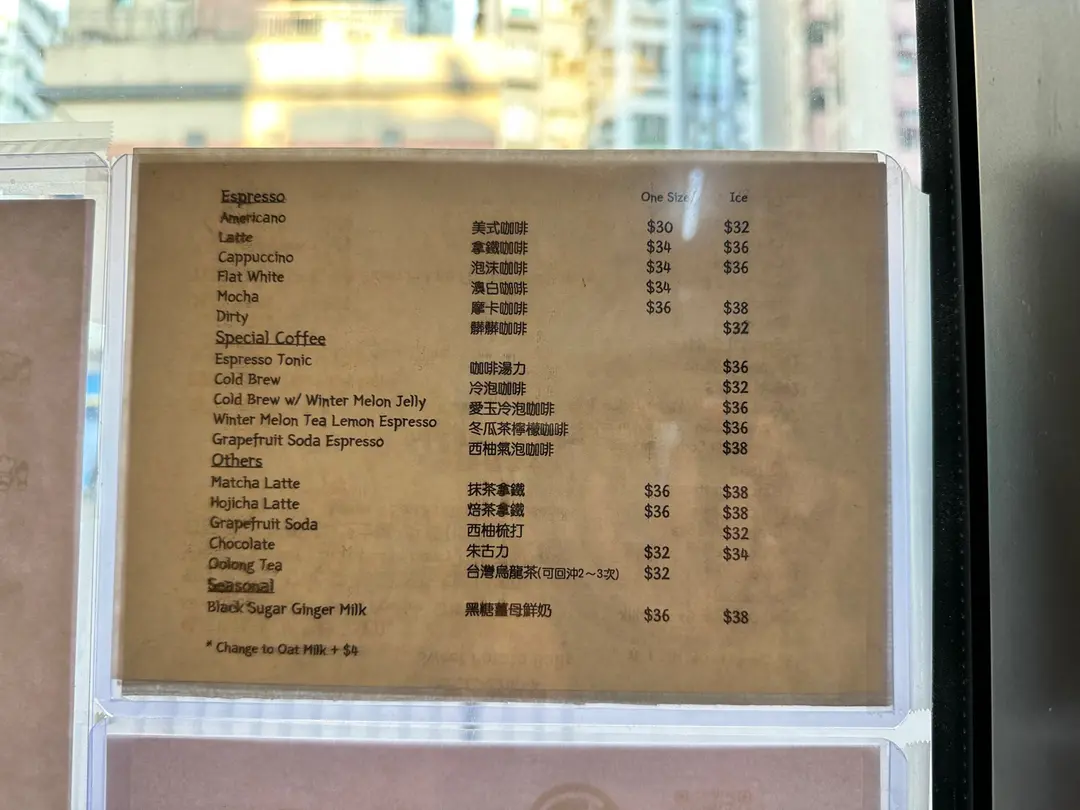 Espresso One Size Ice
Americano 美式咖啡 $30 $32
Latte 拿鐵咖啡 $34 $36
Cappuccino 泡沫咖啡 $34 $36
Flat White 澳白咖啡 $34
Mocha 摩卡咖啡 $36 $38
Dirty 髒髒咖啡 $32
Special Coffee
Espresso Tonic 咖啡湯力 $36
Cold Brew 冷泡咖啡 $32
Cold Brew w/ Winter Melon Jelly 愛玉冷泡咖啡 $36
Winter Melon Tea Lemon Espresso 冬瓜茶檸檬咖啡 $36
Grapefruit Soda Espresso 西柚氣泡咖啡 $38
Others
Matcha Latte 抹茶拿鐵 $36 $38
Hojicha Latte 焙茶拿鐵 $36 $38
Grapefruit Soda 西柚梳打 $32
Chocolate 朱古力 $32 $34
Oolong Tea 台灣烏龍茶(可回沖2～3次) $32
Seasonal
Black Sugar Ginger Milk 黑糖薑母鮮奶 $36 $38
* Change to Oat Milk + $4